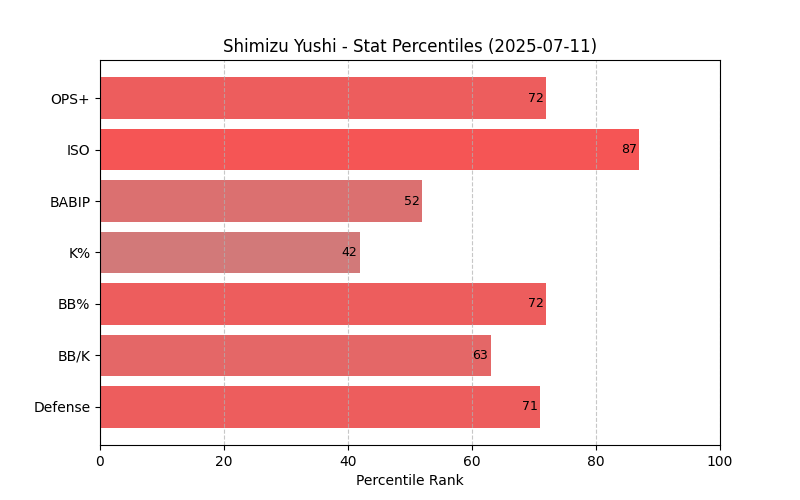 Shimizu Yushi - Stat Percentiles (2025-07-11)
OPS+ 72
ISO 87
BABIP 52
K% 42
BB% 72
BB/K 63
Defense 71
0 20 40 60 80 100
Percentile Rank